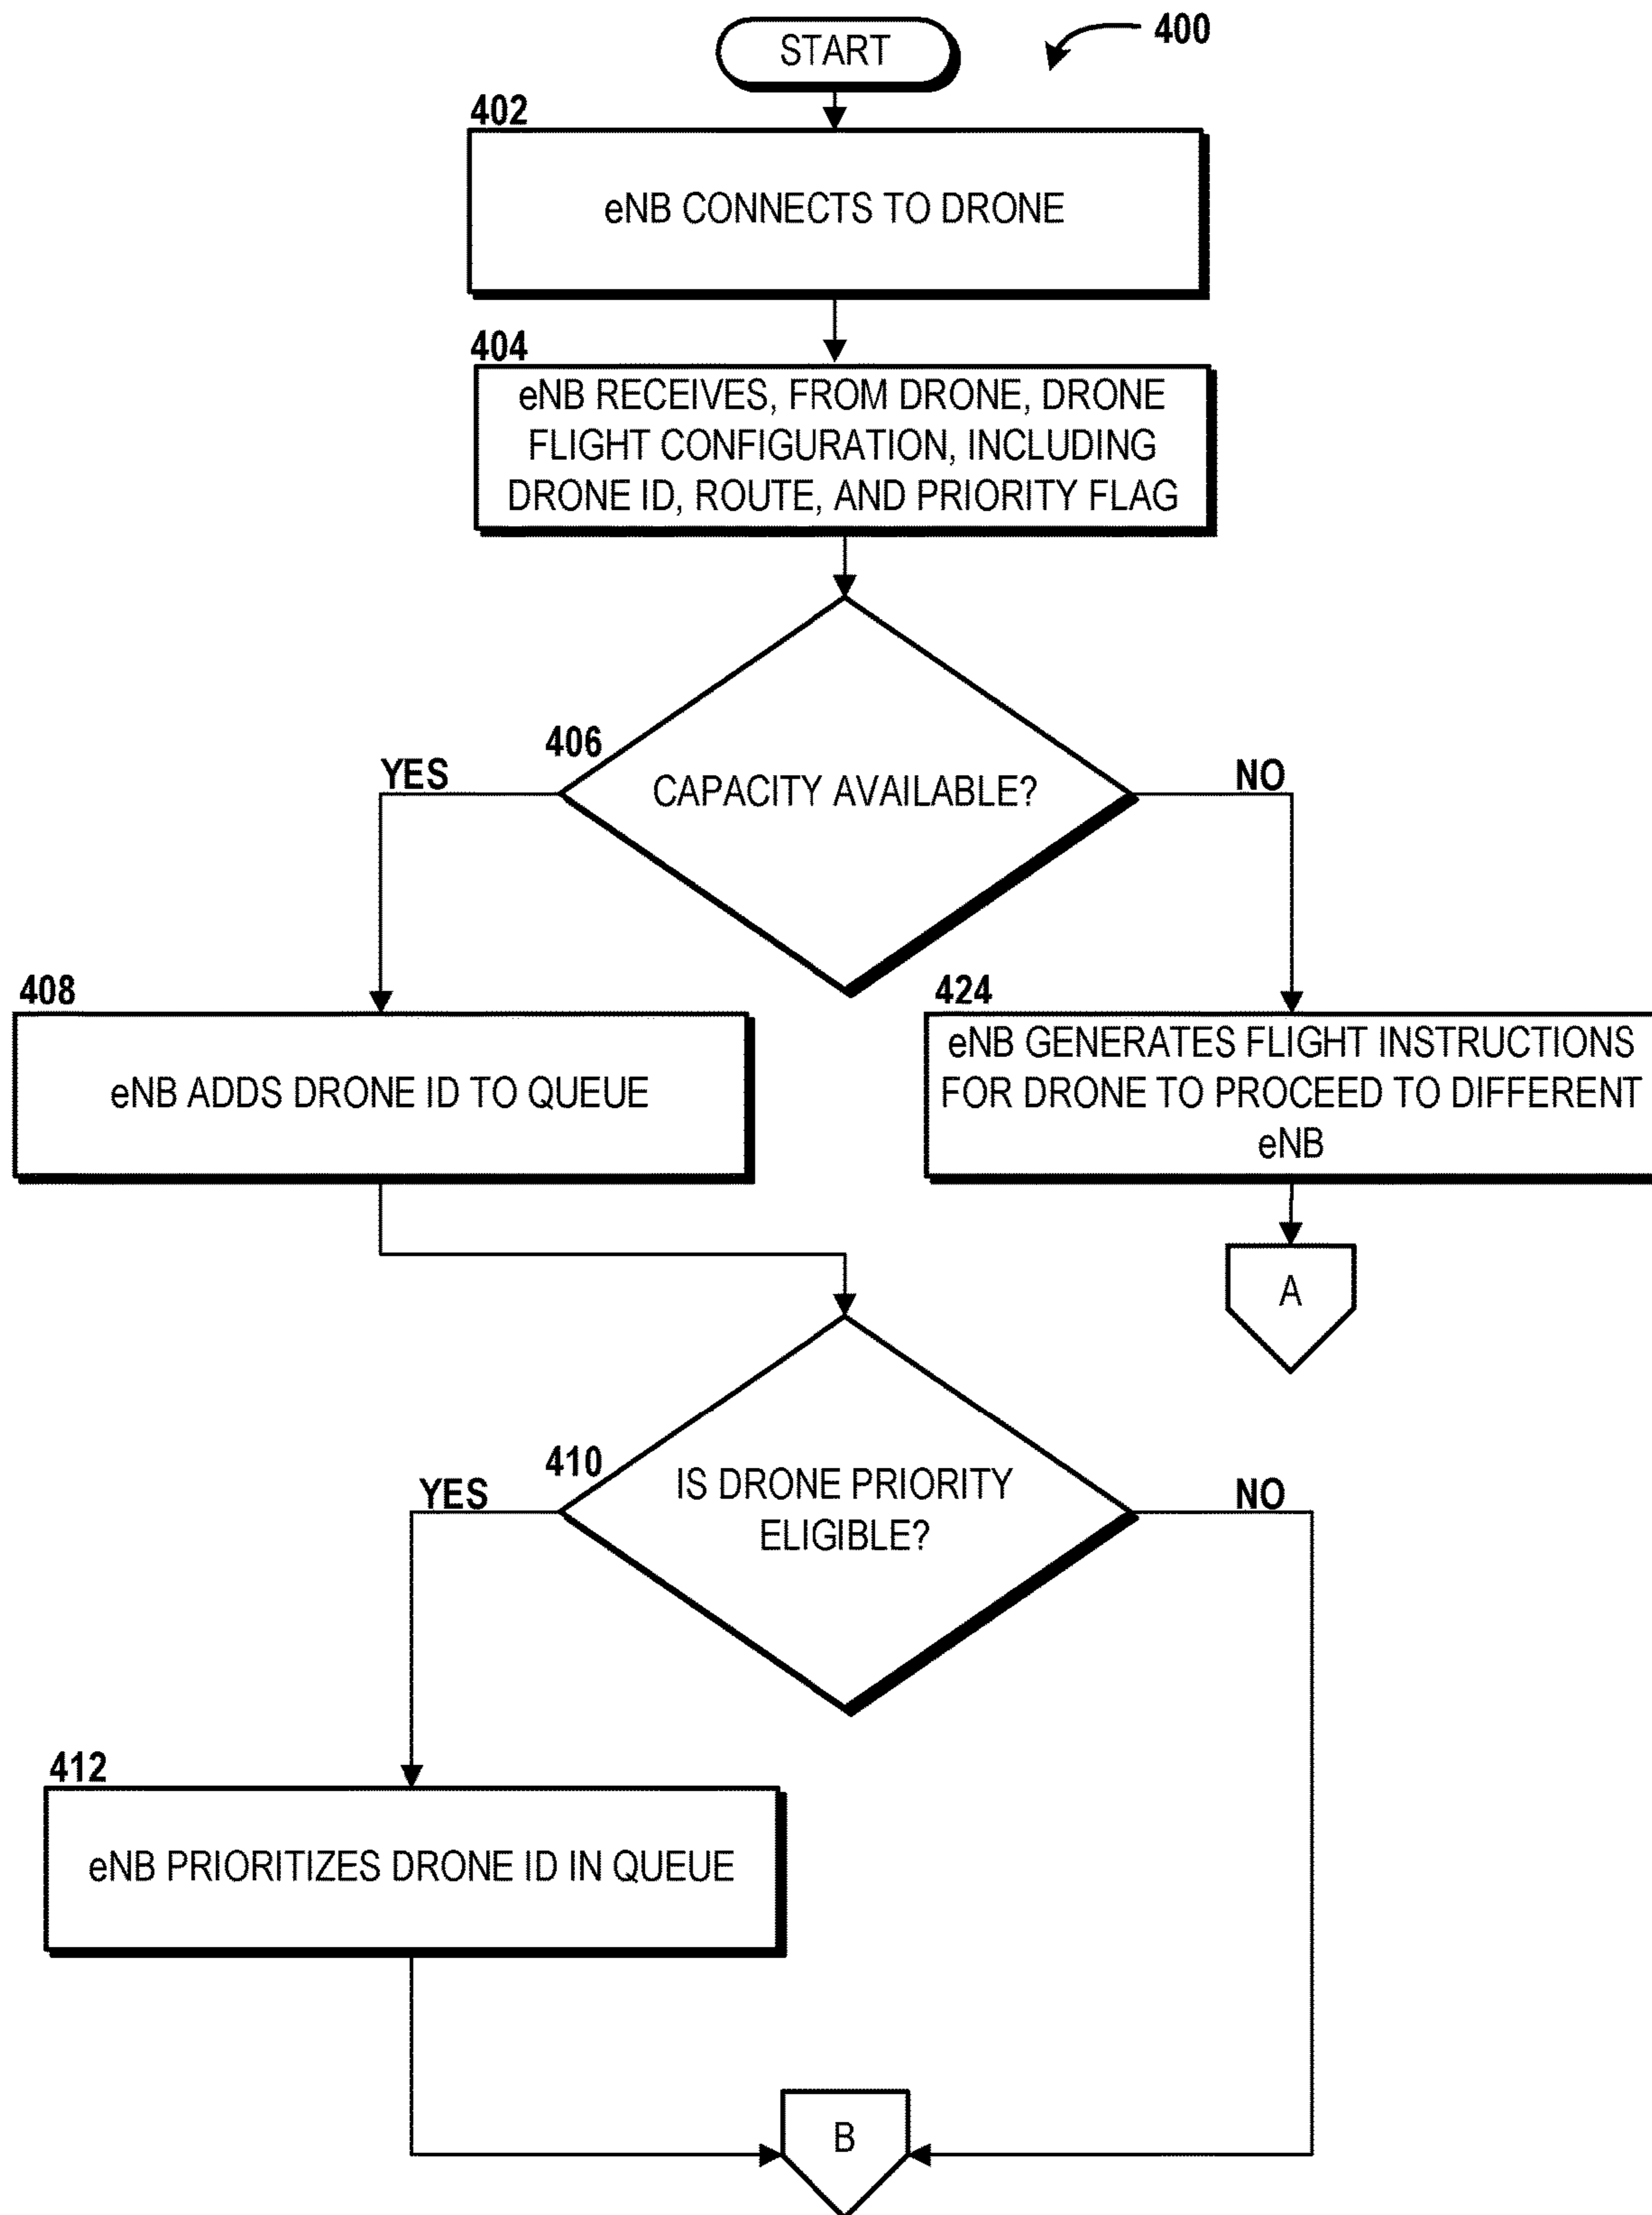 START
400
402
eNB CONNECTS TO DRONE
404
eNB RECEIVES, FROM DRONE, DRONE
FLIGHT CONFIGURATION, INCLUDING
DRONE ID, ROUTE, AND PRIORITY FLAG
406
CAPACITY AVAILABLE?
YES
NO
408
eNB ADDS DRONE ID TO QUEUE
424
eNB GENERATES FLIGHT INSTRUCTIONS
FOR DRONE TO PROCEED TO DIFFERENT
eNB
A
410
IS DRONE PRIORITY
ELIGIBLE?
YES
NO
412
eNB PRIORITIZES DRONE ID IN QUEUE
B